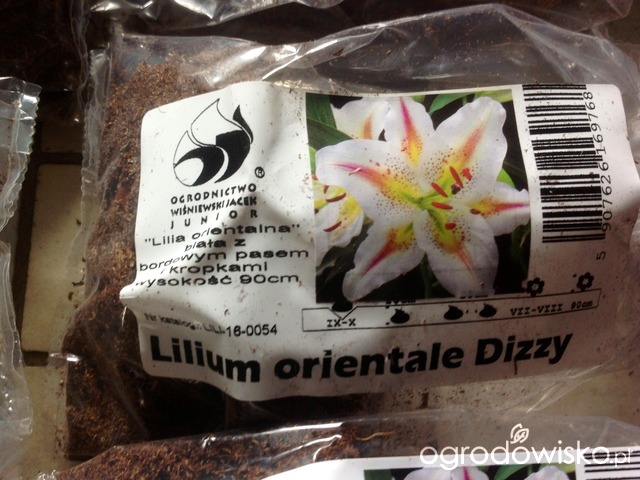 OGRODNICTWO
WIŚNIEWSKI JACEK
JUNIOR
®
"Lilia orientalna"
biała z
bordowym pasem
i kropkami
wysokość 90cm
IX-X
VII-VIII 90cm
16-0054
Lilium orientale Dizzy
5 907626 169768
ogrodowisko.pl